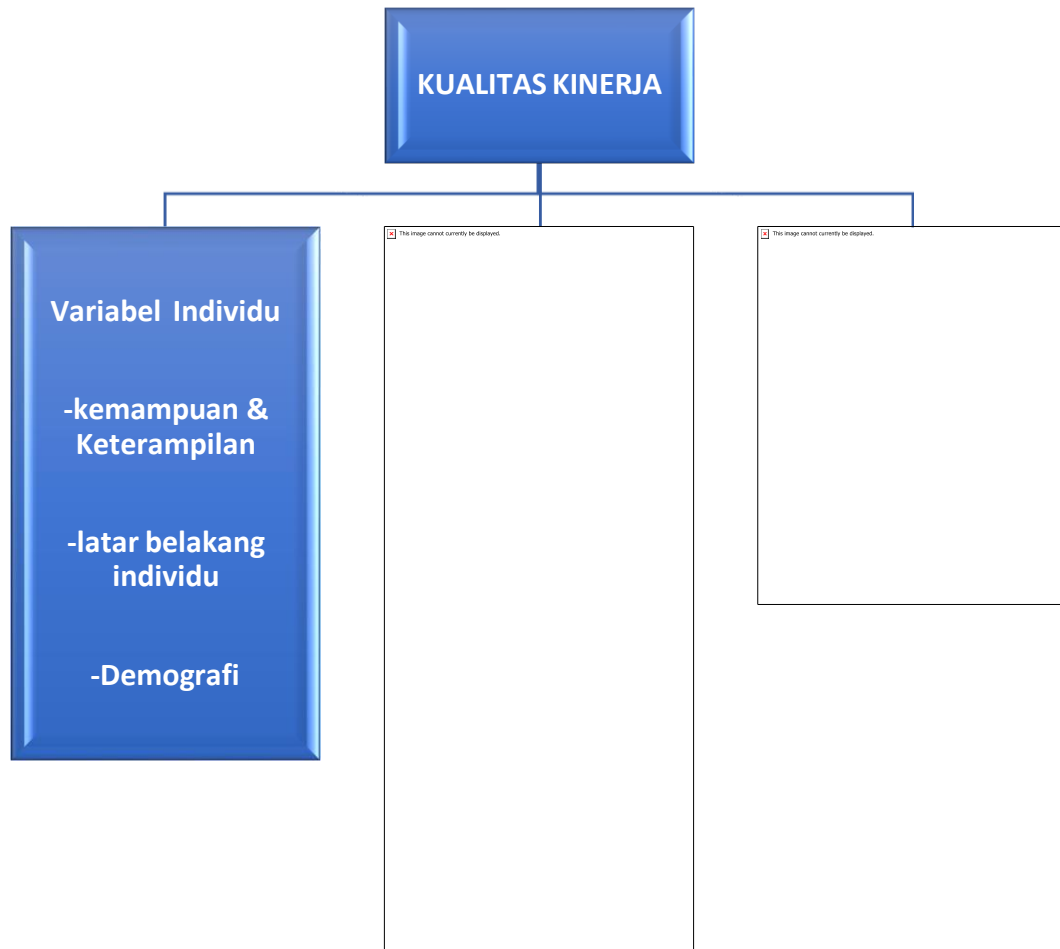 KUALITAS KINERJA
Variabel Individu
-kemampuan &
Keterampilan
-latar belakang
individu
-Demografi
This image cannot currently be displayed.
This image cannot currently be displayed.